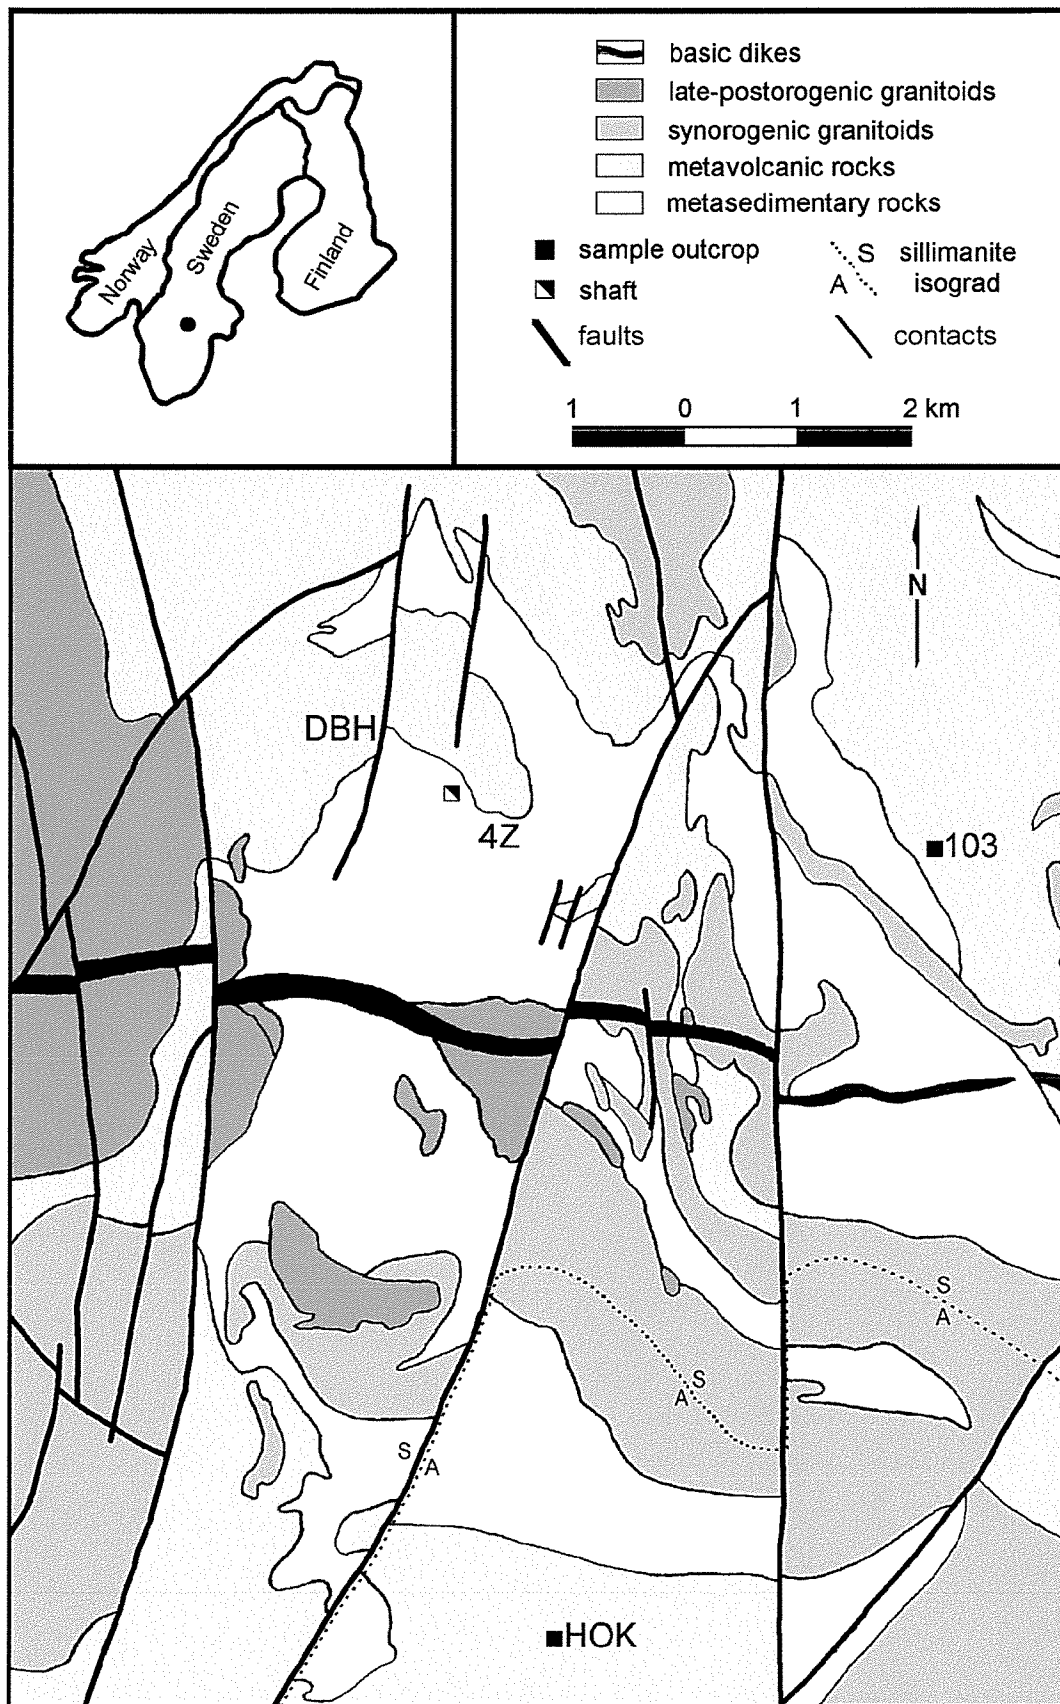 Norway
Sweden
Finland
basic dikes
late-postorogenic granitoids
synorogenic granitoids
metavolcanic rocks
metasedimentary rocks
sample outcrop
S sillimanite
A isograd
shaft
faults
contacts
1 0 1 2 km
N
DBH
4Z
103
S
A
S
A
S
A
HOK